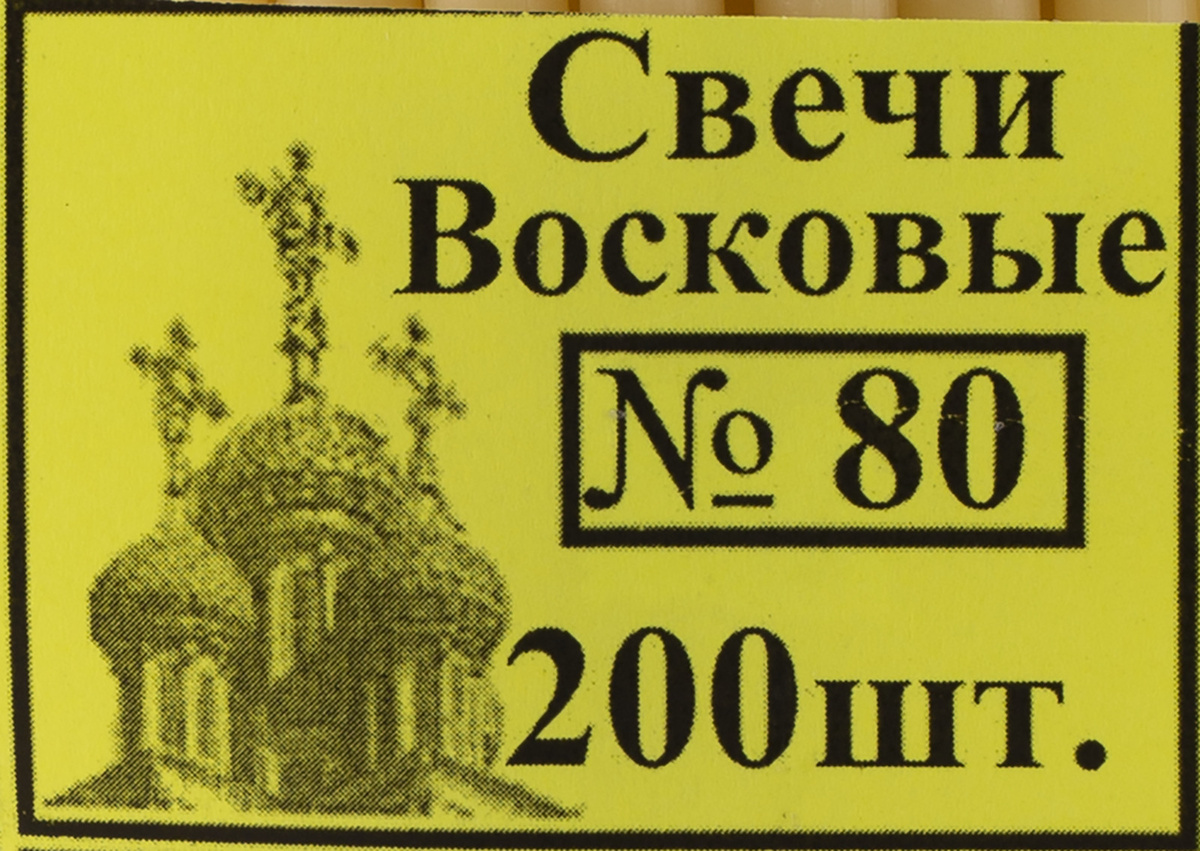 Свечи
Восковые
№ 80
200шт.